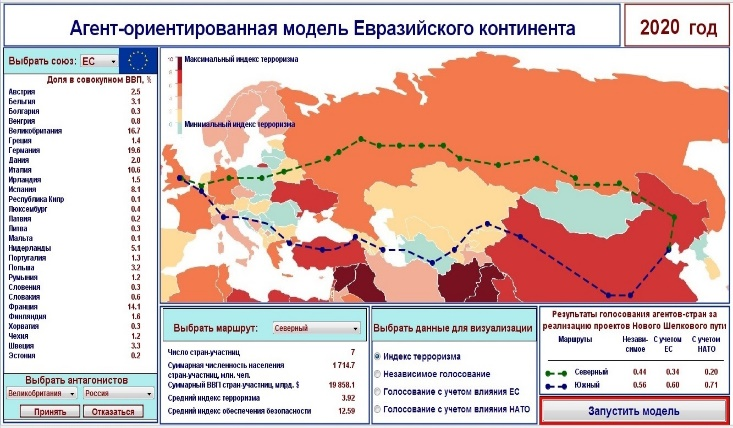 Агент-ориентированная модель Евразийского континента
2020 год
Выбрать союз: ЕС
Доля в совокупном ВВП, %
Австрия 2.5
Бельгия 3.1
Болгария 0.3
Венгрия 0.8
Великобритания 16.7
Греция 1.4
Германия 19.6
Дания 2.0
Италия 10.6
Ирландия 1.5
Испания 8.1
Республика Кипр 0.1
Люксембург 0.4
Латвия 0.2
Литва 0.3
Мальта 0.1
Нидерланды 5.1
Португалия 1.3
Польша 3.2
Румыния 1.2
Словения 0.3
Словакия 0.6
Франция 14.1
Финляндия 1.6
Хорватия 0.3
Чехия 1.2
Швеция 3.3
Эстония 0.2
Выбрать антагонистов
Великобритания Россия
Принять Отказаться
Максимальный индекс терроризма
Минимальный индекс терроризма
Выбрать маршрут: Северный
Число стран-участниц 7
Суммарная численность населения
стран-участниц, млн. чел. 1 714.7
Суммарный ВВП стран-участниц, млрд. $ 19 858.1
Средний индекс терроризма 3.92
Средний индекс обеспечения безопасности 12.59
Выбрать данные для визуализации
Индекс терроризма
Независимое голосование
Голосование с учетом влияния ЕС
Голосование с учетом влияния НАТО
Результаты голосования агентов-стран за
реализацию проектов Нового Шелкового пути
Маршруты Незави- С учетом С учетом
симое ЕС НАТО
Северный 0.44 0.34 0.20
Южный 0.56 0.60 0.71
Запустить модель